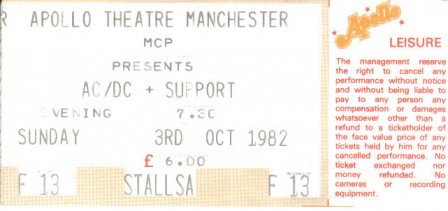 R APOLLO THEATRE MANCHESTER
MCP
PRESENTS
AC/DC + SUPPORT
EVENING 7.30
SUNDAY 3RD OCT 1982
£ 6.00
F 13 STALLSA F 13
Apollo
LEISURE
The management reserve
the right to cancel any
performance without notice
and without being liable to
pay to any person any
compensation or damages
whatsoever other than a
refund to a ticketholder of
the face value price of any
tickets held by him for any
cancelled performance. No
ticket exchanged nor
money refunded. No
cameras or recording
equipment.